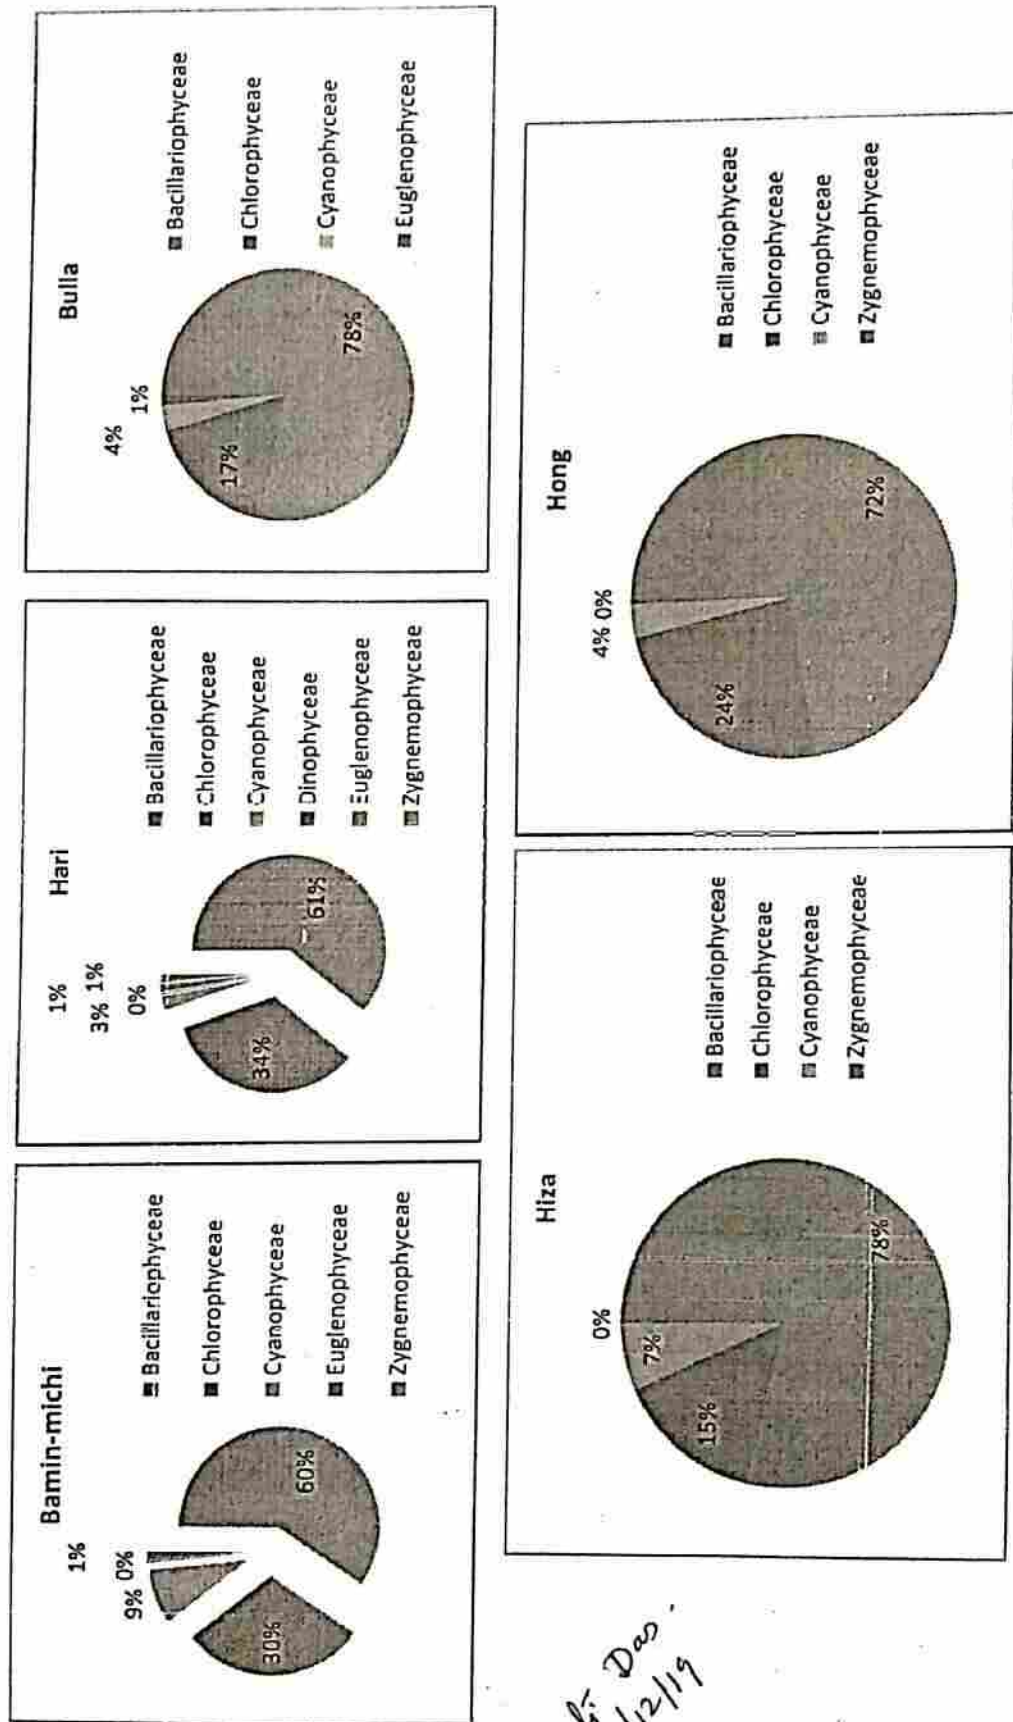 Bamin-michi
1%
9% 0%
30%
60%
Bacillariophyceae
Chlorophyceae
Cyanophyceae
Euglenophyceae
Zygnemophyceae
Hari
1%
3% 1%
0%
34%
61%
Bacillariophyceae
Chlorophyceae
Cyanophyceae
Dinophyceae
Euglenophyceae
Zygnemophyceae
Bulla
4%
1%
17%
78%
Bacillariophyceae
Chlorophyceae
Cyanophyceae
Euglenophyceae
Hiza
0%
7%
15%
78%
Bacillariophyceae
Chlorophyceae
Cyanophyceae
Zygnemophyceae
Hong
4% 0%
24%
72%
Bacillariophyceae
Chlorophyceae
Cyanophyceae
Zygnemophyceae
Das
/12/19